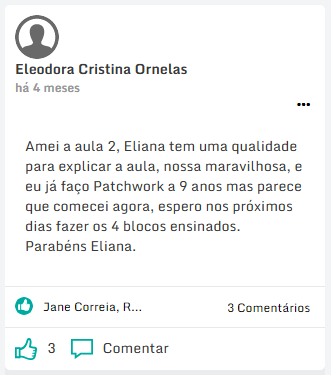 Eleodora Cristina Ornelas
há 4 meses
Amei a aula 2, Eliana tem uma qualidade
para explicar a aula, nossa maravilhosa, e
eu já faço Patchwork a 9 anos mas parece
que comecei agora, espero nos próximos
dias fazer os 4 blocos ensinados.
Parabéns Eliana.
Jane Correia, R... 3 Comentários
3 Comentar